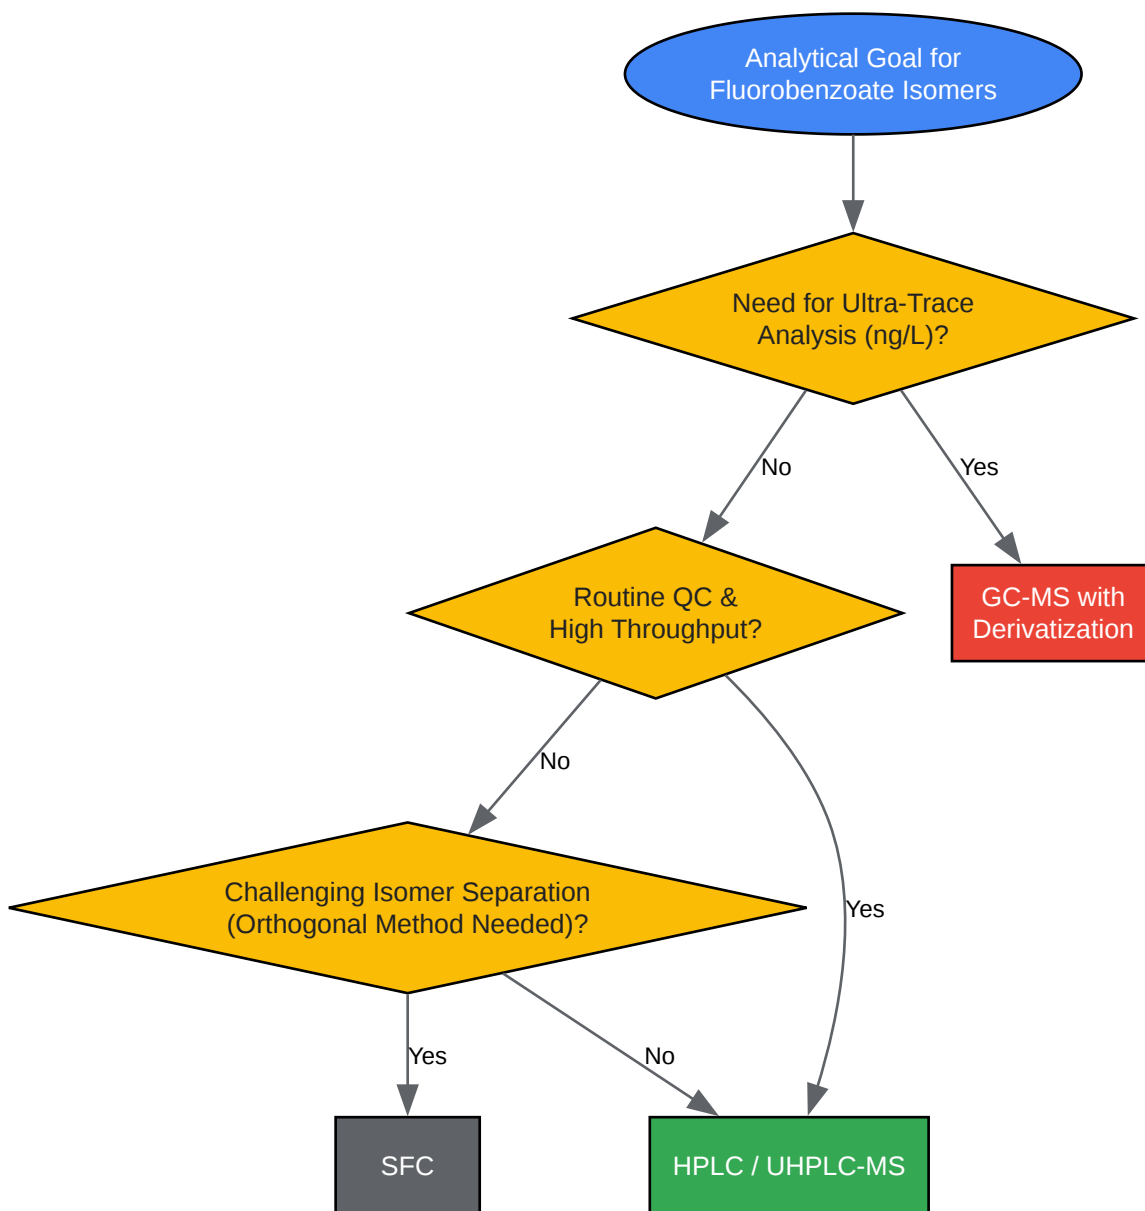 Analytical Goal for
Fluorobenzoate Isomers
Need for Ultra-Trace
Analysis (ng/L)?
No
Yes
Routine QC &
High Throughput?
GC-MS with
Derivatization
No
Challenging Isomer Separation
(Orthogonal Method Needed)?
Yes
Yes
No
SFC
HPLC / UHPLC-MS